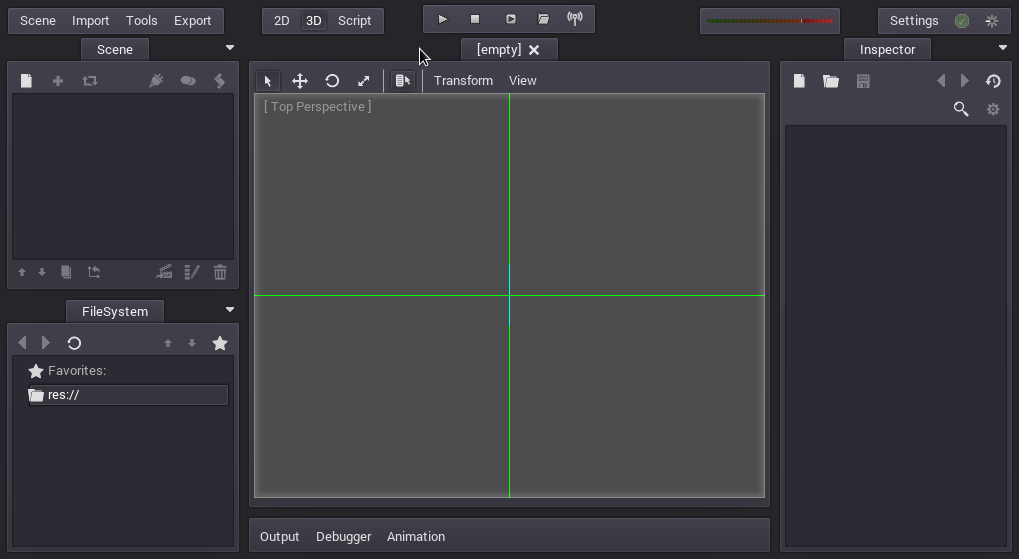 Scene Import Tools Export 2D 3D Script Settings
Scene [empty] Inspector
Transform View
[ Top Perspective ]
FileSystem
Favorites:
res://
Output Debugger Animation